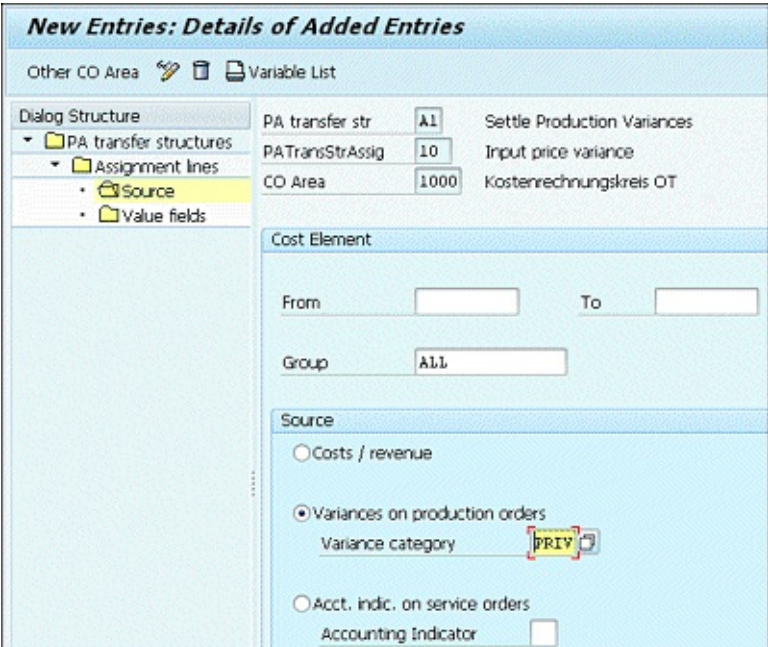 New Entries: Details of Added Entries
Other CO Area Variable List
Dialog Structure
PA transfer structures
Assignment lines
Source
Value fields
PA transfer str A1 Settle Production Variances
PATransStrAssig 10 Input price variance
CO Area 1000 Kostenrechnungskreis OT
Cost Element
From To
Group ALL
Source
Costs / revenue
Variances on production orders
Variance category PRIV
Acct. indic. on service orders
Accounting Indicator